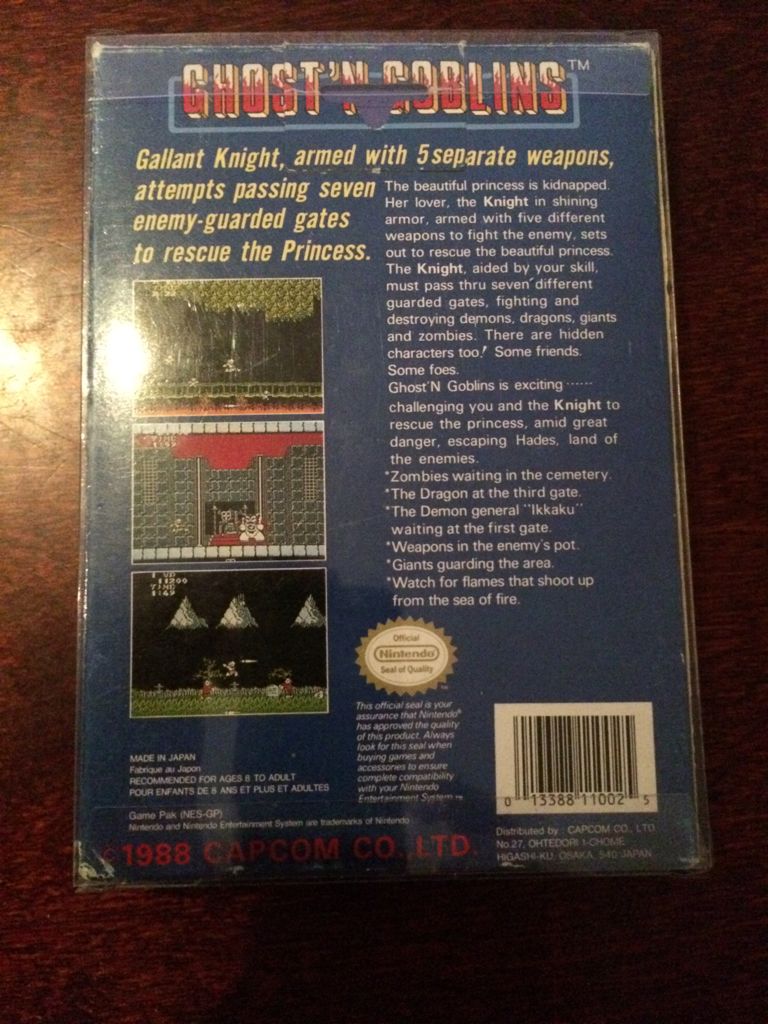 GHOST'N GOBLINS™
Gallant Knight, armed with 5 separate weapons,
attempts passing seven
enemy-guarded gates
to rescue the Princess.
The beautiful princess is kidnapped.
Her lover, the Knight in shining
armor, armed with five different
weapons to fight the enemy, sets
out to rescue the beautiful princess.
The Knight, aided by your skill,
must pass thru seven different
guarded gates, fighting and
destroying demons, dragons, giants
and zombies. There are hidden
characters too! Some friends.
Some foes.
Ghost'N Goblins is exciting ······
challenging you and the Knight to
rescue the princess, amid great
danger, escaping Hades, land of
the enemies.
*Zombies waiting in the cemetery.
*The Dragon at the third gate.
*The Demon general "Ikkaku"
waiting at the first gate.
*Weapons in the enemy's pot.
*Giants guarding the area.
*Watch for flames that shoot up
from the sea of fire.
11200
TIME
1:49
Official
Nintendo®
Seal of Quality
This official seal is your
assurance that Nintendo®
has approved the quality
of this product. Always
look for this seal when
buying games and
accessories to ensure
complete compatibility
with your Nintendo
Entertainment System™
MADE IN JAPAN
Fabrique au Japon
RECOMMENDED FOR AGES 8 TO ADULT
POUR ENFANTS DE 8 ANS ET PLUS ET ADULTES
Game Pak (NES-GP)
Nintendo and Nintendo Entertainment System are trademarks of Nintendo
©1988 CAPCOM CO.,LTD.
0 13388 11002 5
Distributed by : CAPCOM CO., LTD
No.27, OHTEDORI 1-CHOME
HIGASHI-KU, OSAKA, 540 JAPAN